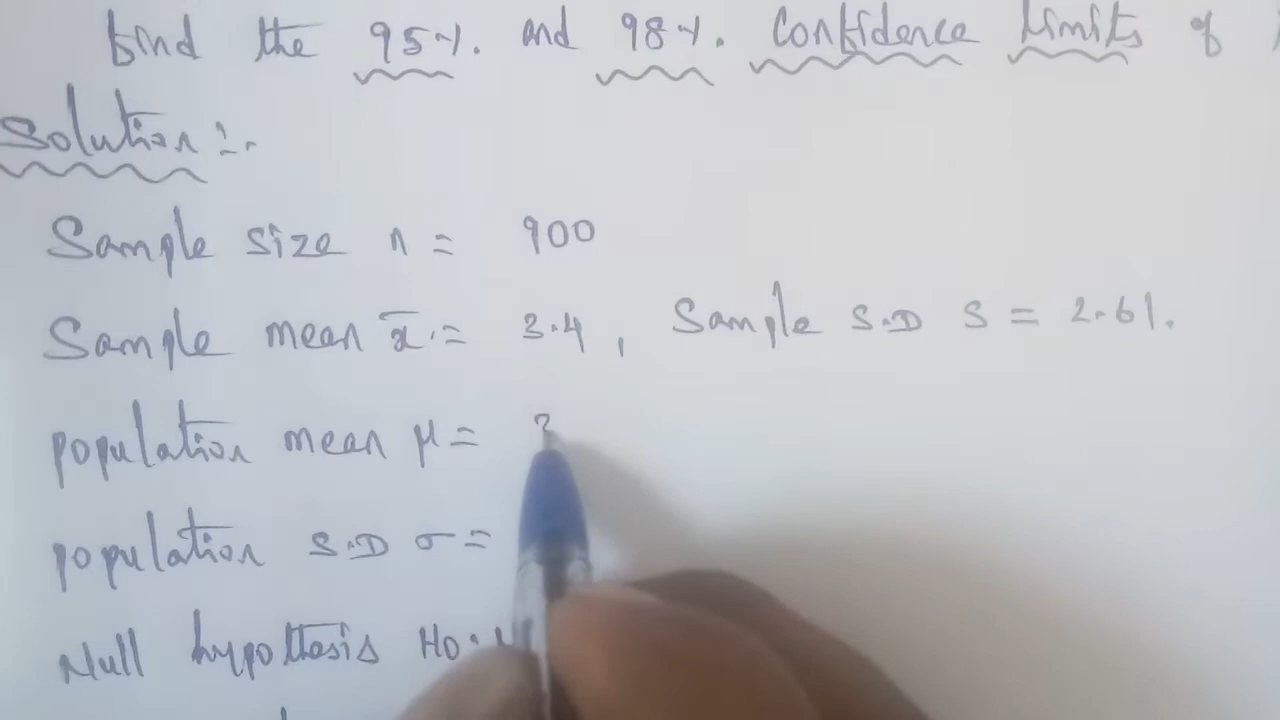 find the 95%. and 98%. confidence limits of
Solution :-
Sample size n = 900
Sample mean x̄ = 3.4, Sample S.D S = 2.61.
population mean μ =
population S.D σ =
Null hypothesis H0: